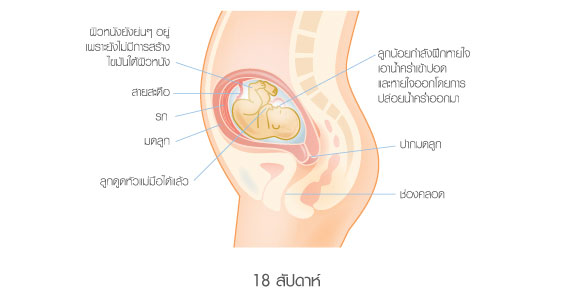 ผิวหนังยังย่นๆ อยู่
เพราะยังไม่มีการสร้าง
ไขมันใต้ผิวหนัง
สายสะดือ
รก
มดลูก
ลูกดูดหัวแม่มือได้แล้ว
ลูกน้อยกำลังฝึกหายใจ
เอาน้ำคร่ำเข้าปอด
และหายใจออกโดยการ
ปล่อยน้ำคร่ำออกมา
ปากมดลูก
ช่องคลอด
18 สัปดาห์